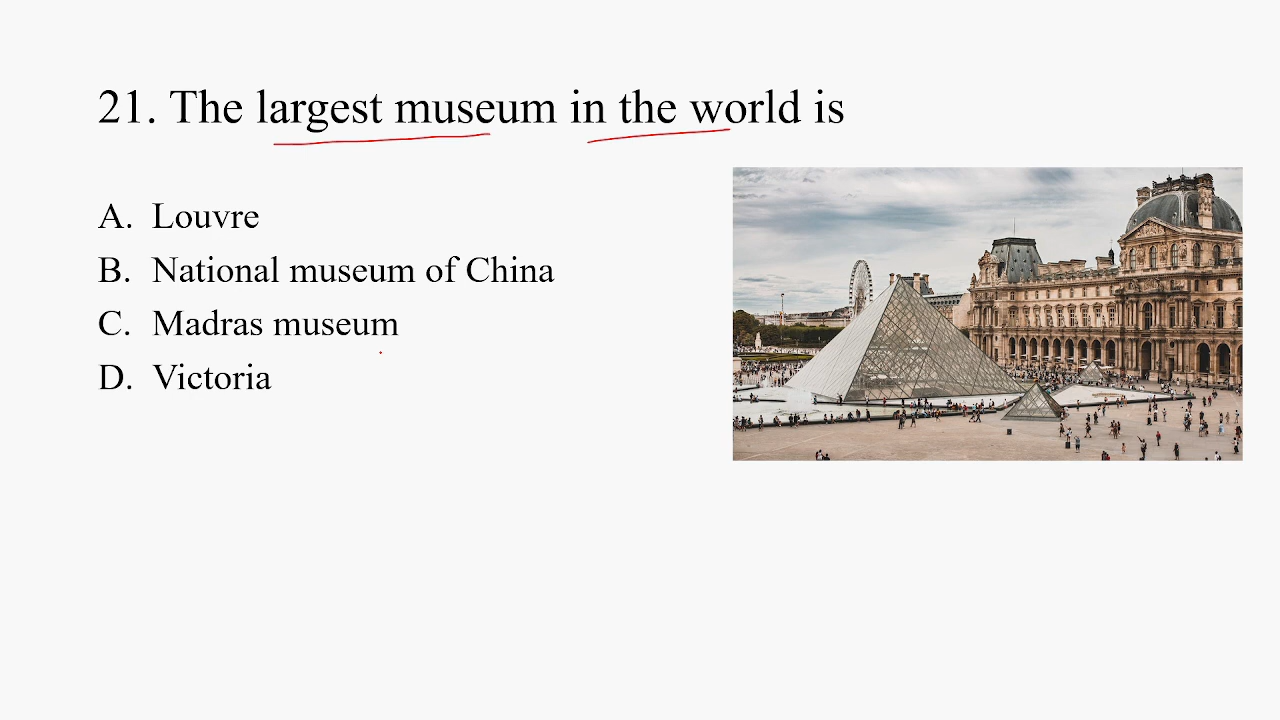 21. The largest museum in the world is
A. Louvre
B. National museum of China
C. Madras museum
D. Victoria